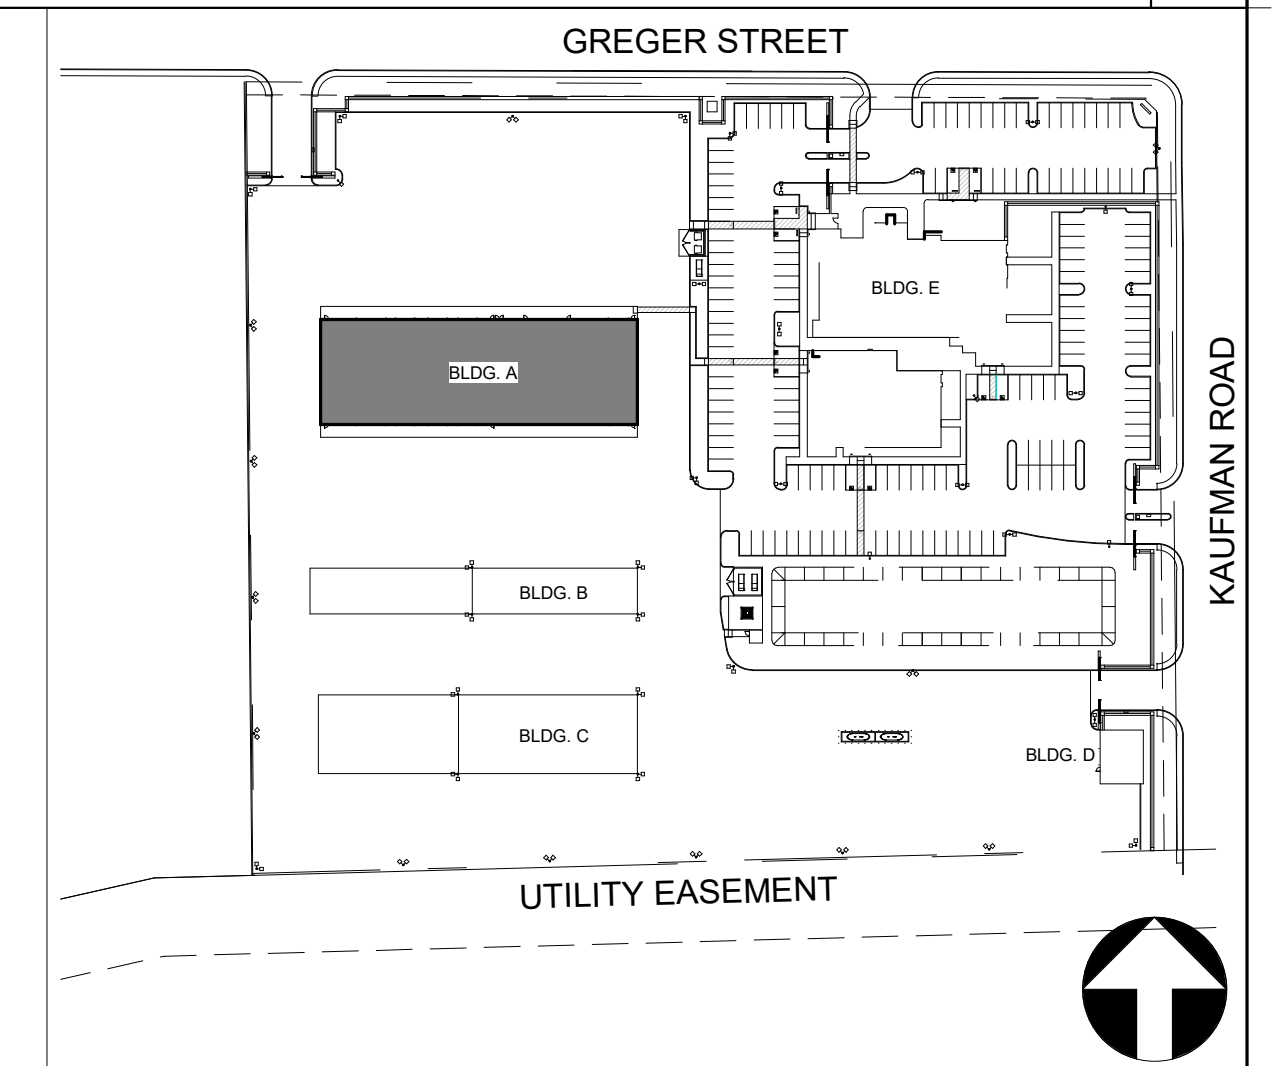 GREGER STREET
BLDG. E
BLDG. A
KAUFMAN ROAD
BLDG. B
BLDG. C
BLDG. D
UTILITY EASEMENT